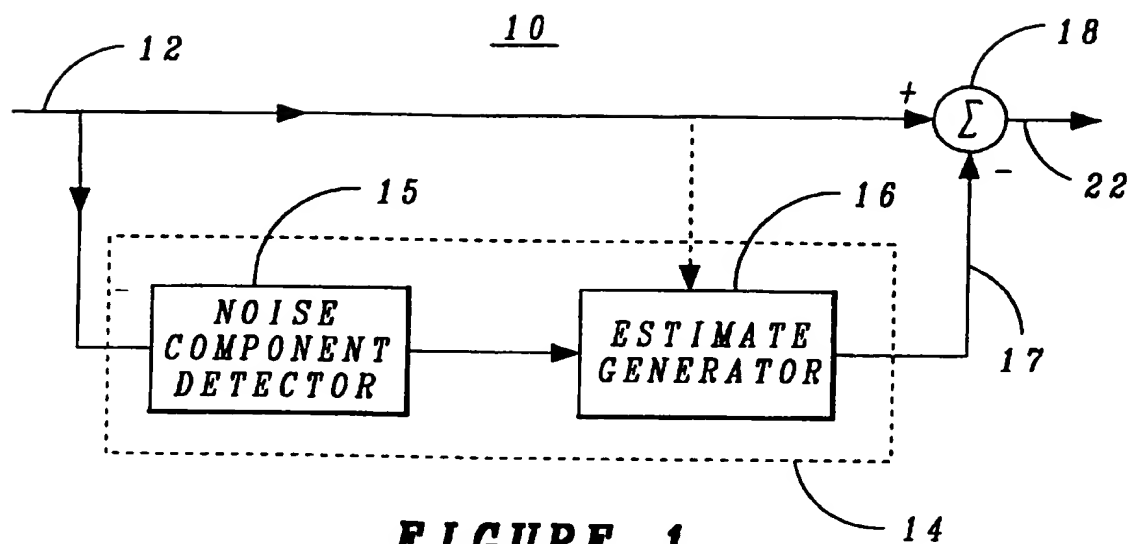 10
12
18
+
Σ
-
22
15
16
NOISE
COMPONENT
DETECTOR
ESTIMATE
GENERATOR
17
14
FIGURE 1